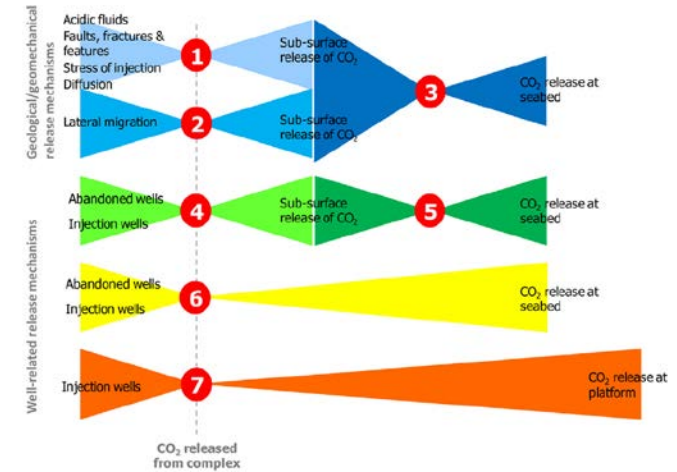 Geological/geomechanical
release mechanisms
Acidic fluids
Faults, fractures &
features
Stress of injection
Diffusion
1
Sub-surface
release of CO₂
Lateral migration
2
Sub-surface
release of CO₂
3
CO₂ release at
seabed
Well-related release mechanisms
Abandoned wells
Injection wells
4
Sub-surface
release of CO₂
5
CO₂ release at
seabed
Abandoned wells
Injection wells
6
CO₂ release at
seabed
Injection wells
7
CO₂ release at
platform
CO₂ released
from complex